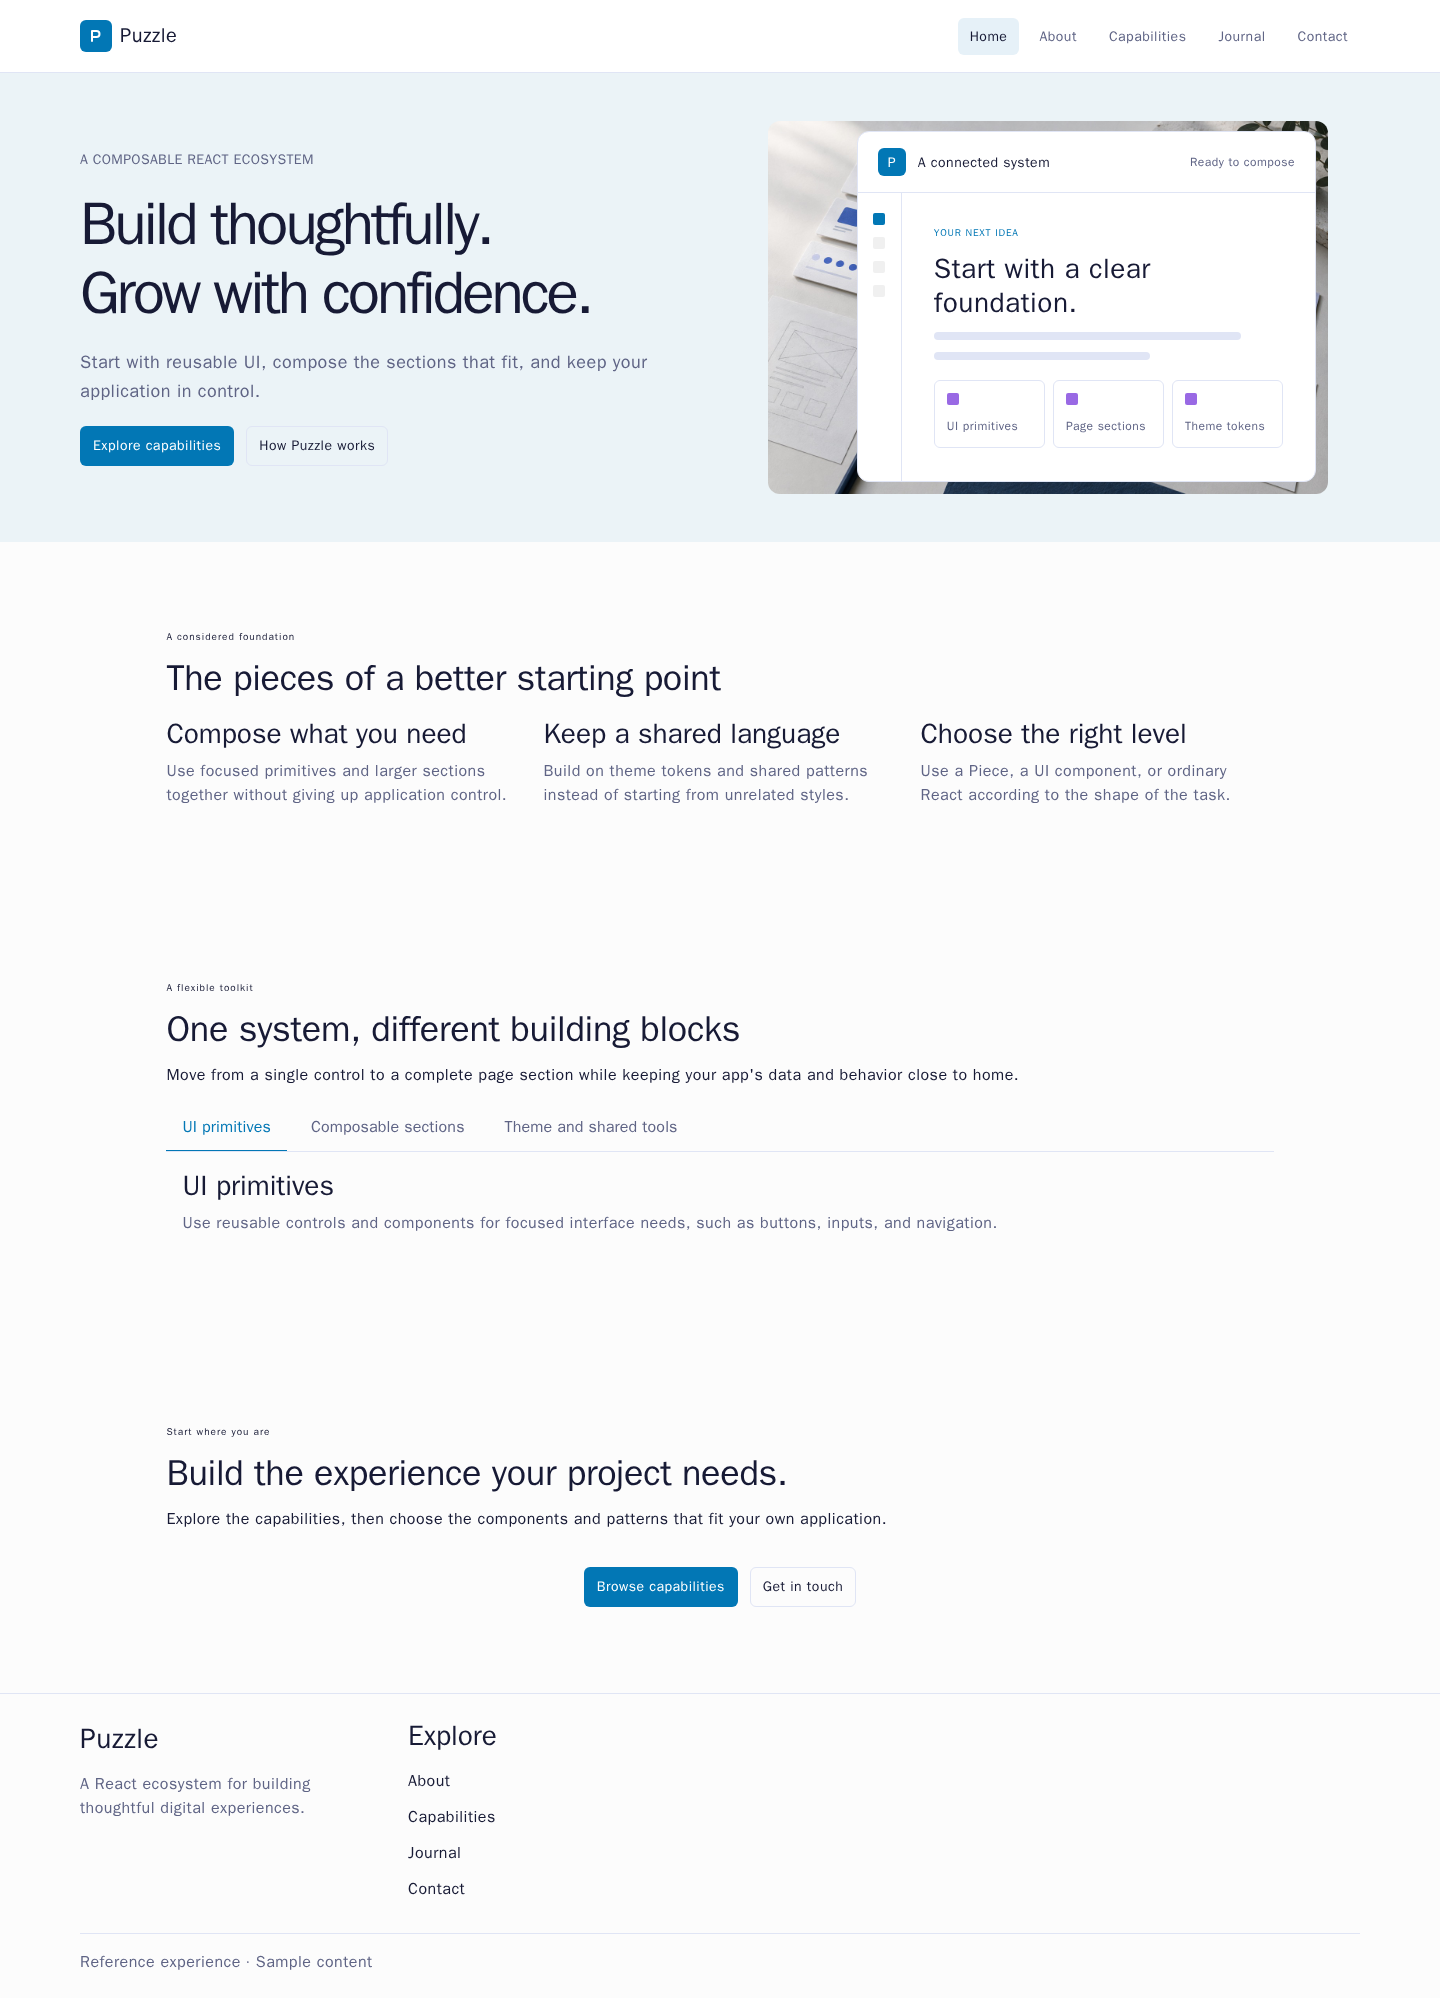 P Puzzle
Home About Capabilities Journal Contact
A COMPOSABLE REACT ECOSYSTEM
Build thoughtfully.
Grow with confidence.
Start with reusable UI, compose the sections that fit, and keep your
application in control.
Explore capabilities How Puzzle works
P A connected system Ready to compose
YOUR NEXT IDEA
Start with a clear
foundation.
UI primitives Page sections Theme tokens
A considered foundation
The pieces of a better starting point
Compose what you need
Use focused primitives and larger sections
together without giving up application control.
Keep a shared language
Build on theme tokens and shared patterns
instead of starting from unrelated styles.
Choose the right level
Use a Piece, a UI component, or ordinary
React according to the shape of the task.
A flexible toolkit
One system, different building blocks
Move from a single control to a complete page section while keeping your app's data and behavior close to home.
UI primitives Composable sections Theme and shared tools
UI primitives
Use reusable controls and components for focused interface needs, such as buttons, inputs, and navigation.
Start where you are
Build the experience your project needs.
Explore the capabilities, then choose the components and patterns that fit your own application.
Browse capabilities Get in touch
Puzzle
A React ecosystem for building
thoughtful digital experiences.
Explore
About
Capabilities
Journal
Contact
Reference experience · Sample content